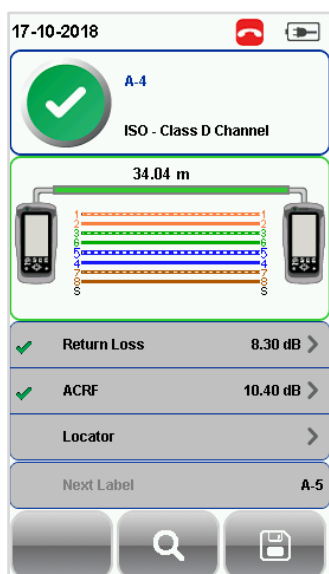 17-10-2018
A-4
ISO - Class D Channel
34.04 m
1 1
2 2
3 3
6 6
5 5
4 4
7 7
8 8
S S
Return Loss 8.30 dB
ACRF 10.40 dB
Locator
Next Label A-5